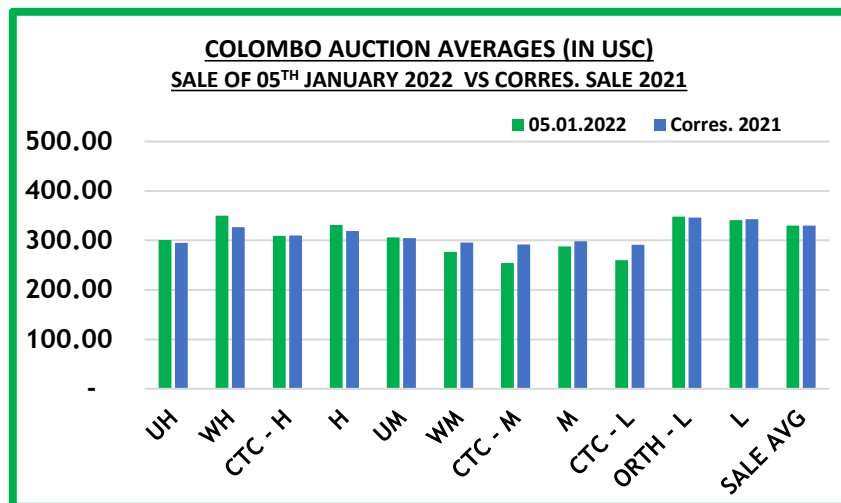 COLOMBO AUCTION AVERAGES (IN USC)
SALE OF 05TH JANUARY 2022 VS CORRES. SALE 2021
05.01.2022 Corres. 2021
500.00
400.00
300.00
200.00
100.00
-
UH WH CTC - H H UM WM CTC - M M CTC - L ORTH - L L SALE AVG